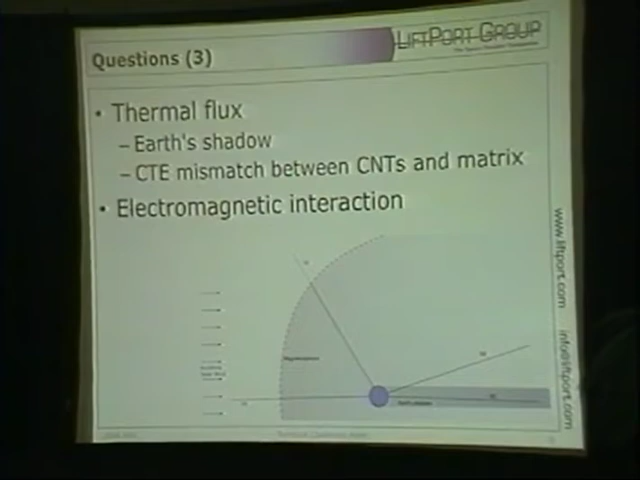 Questions (3)
LIFTPORT GROUP
• Thermal flux
– Earth's shadow
– CTE mismatch between CNTs and matrix
• Electromagnetic interaction
www.liftport.com
info@liftport.com
Magnetosphere